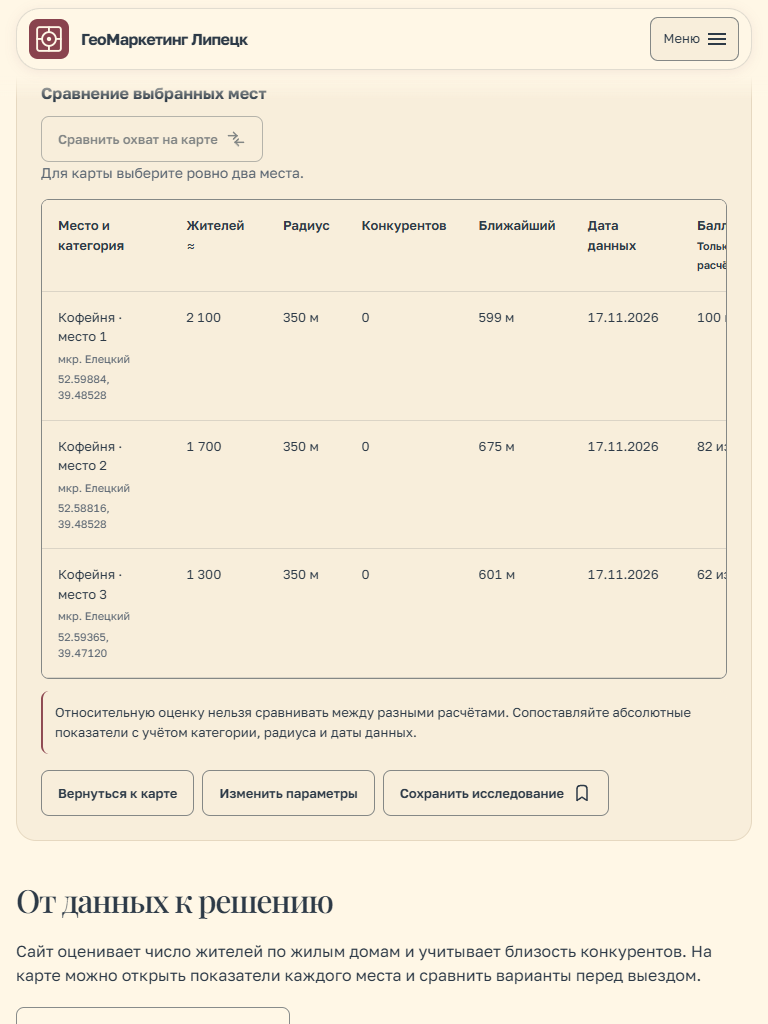 ГеоМаркетинг Липецк
Меню
Сравнение выбранных мест
Сравнить охват на карте
Для карты выберите ровно два места.
Место и категория
Жителей ≈
Радиус
Конкурентов
Ближайший
Дата данных
Кофейня · место 1
мкр. Елецкий
52.59884, 39.48528
2 100
350 м
0
599 м
17.11.2026
100
Кофейня · место 2
мкр. Елецкий
52.58816, 39.48528
1 700
350 м
0
675 м
17.11.2026
82 из
Кофейня · место 3
мкр. Елецкий
52.59365, 39.47120
1 300
350 м
0
601 м
17.11.2026
62 из
Относительную оценку нельзя сравнивать между разными расчётами. Сопоставляйте абсолютные
показатели с учётом категории, радиуса и даты данных.
Вернуться к карте
Изменить параметры
Сохранить исследование
От данных к решению
Сайт оценивает число жителей по жилым домам и учитывает близость конкурентов. На
карте можно открыть показатели каждого места и сравнить варианты перед выездом.